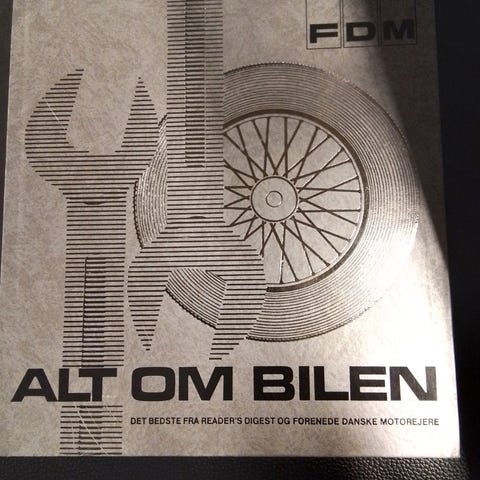 FDM
ALT OM BILEN
DET BEDSTE FRA READER'S DIGEST OG FORENEDE DANSKE MOTOREJERE